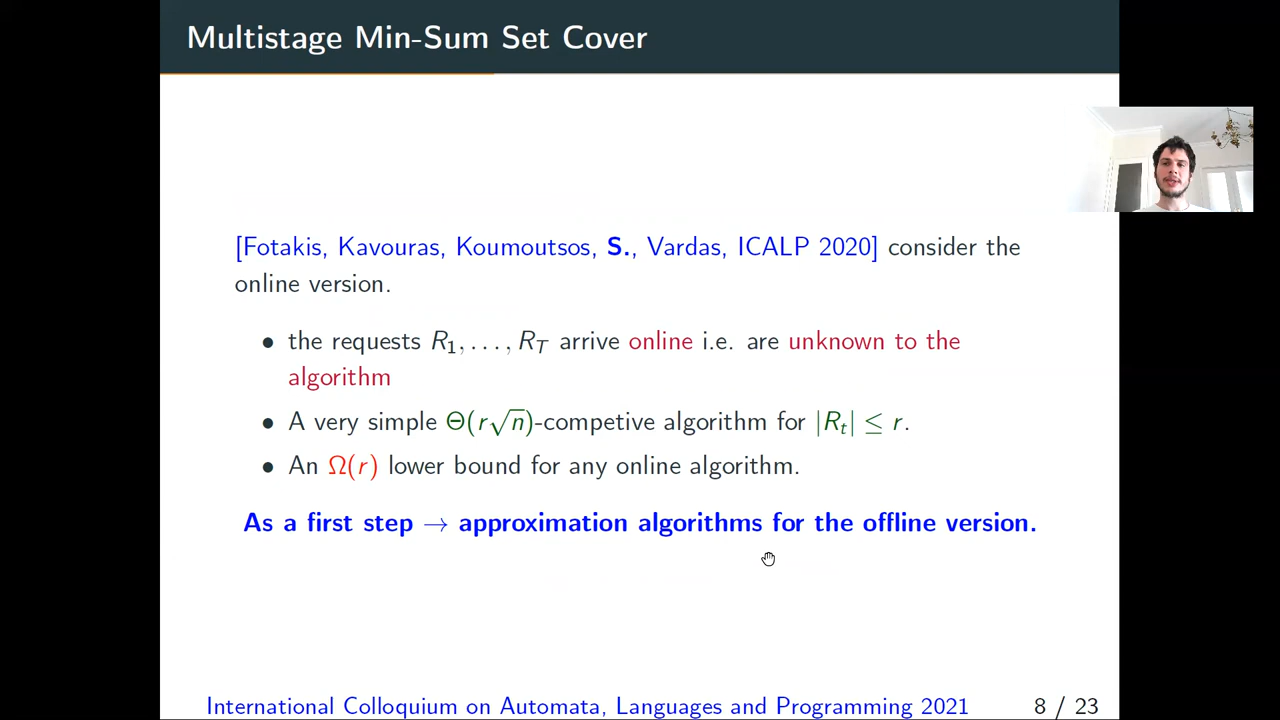 Multistage Min-Sum Set Cover
[Fotakis, Kavouras, Koumoutsos, S., Vardas, ICALP 2020] consider the
online version.
• the requests R₁, . . . , R_T arrive online i.e. are unknown to the
algorithm
• A very simple Θ(r√n)-competive algorithm for |Rₜ| ≤ r.
• An Ω(r) lower bound for any online algorithm.
As a first step → approximation algorithms for the offline version.
International Colloquium on Automata, Languages and Programming 2021 8 / 23